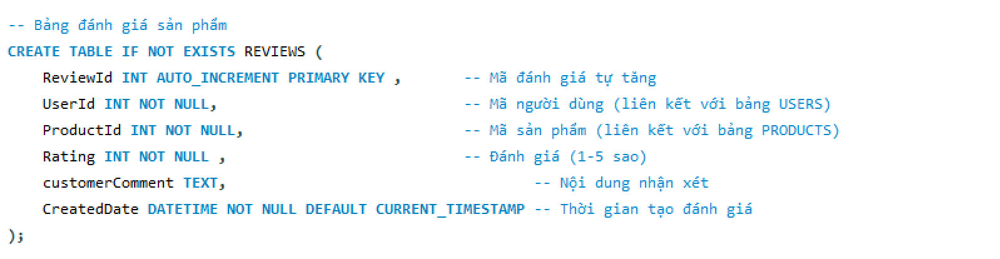 -- Bảng đánh giá sản phẩm
CREATE TABLE IF NOT EXISTS REVIEWS (
    ReviewId INT AUTO_INCREMENT PRIMARY KEY ,       -- Mã đánh giá tự tăng
    UserId INT NOT NULL,                            -- Mã người dùng (liên kết với bảng USERS)
    ProductId INT NOT NULL,                         -- Mã sản phẩm (liên kết với bảng PRODUCTS)
    Rating INT NOT NULL ,                           -- Đánh giá (1-5 sao)
    customerComment TEXT,                                   -- Nội dung nhận xét
    CreatedDate DATETIME NOT NULL DEFAULT CURRENT_TIMESTAMP -- Thời gian tạo đánh giá
);